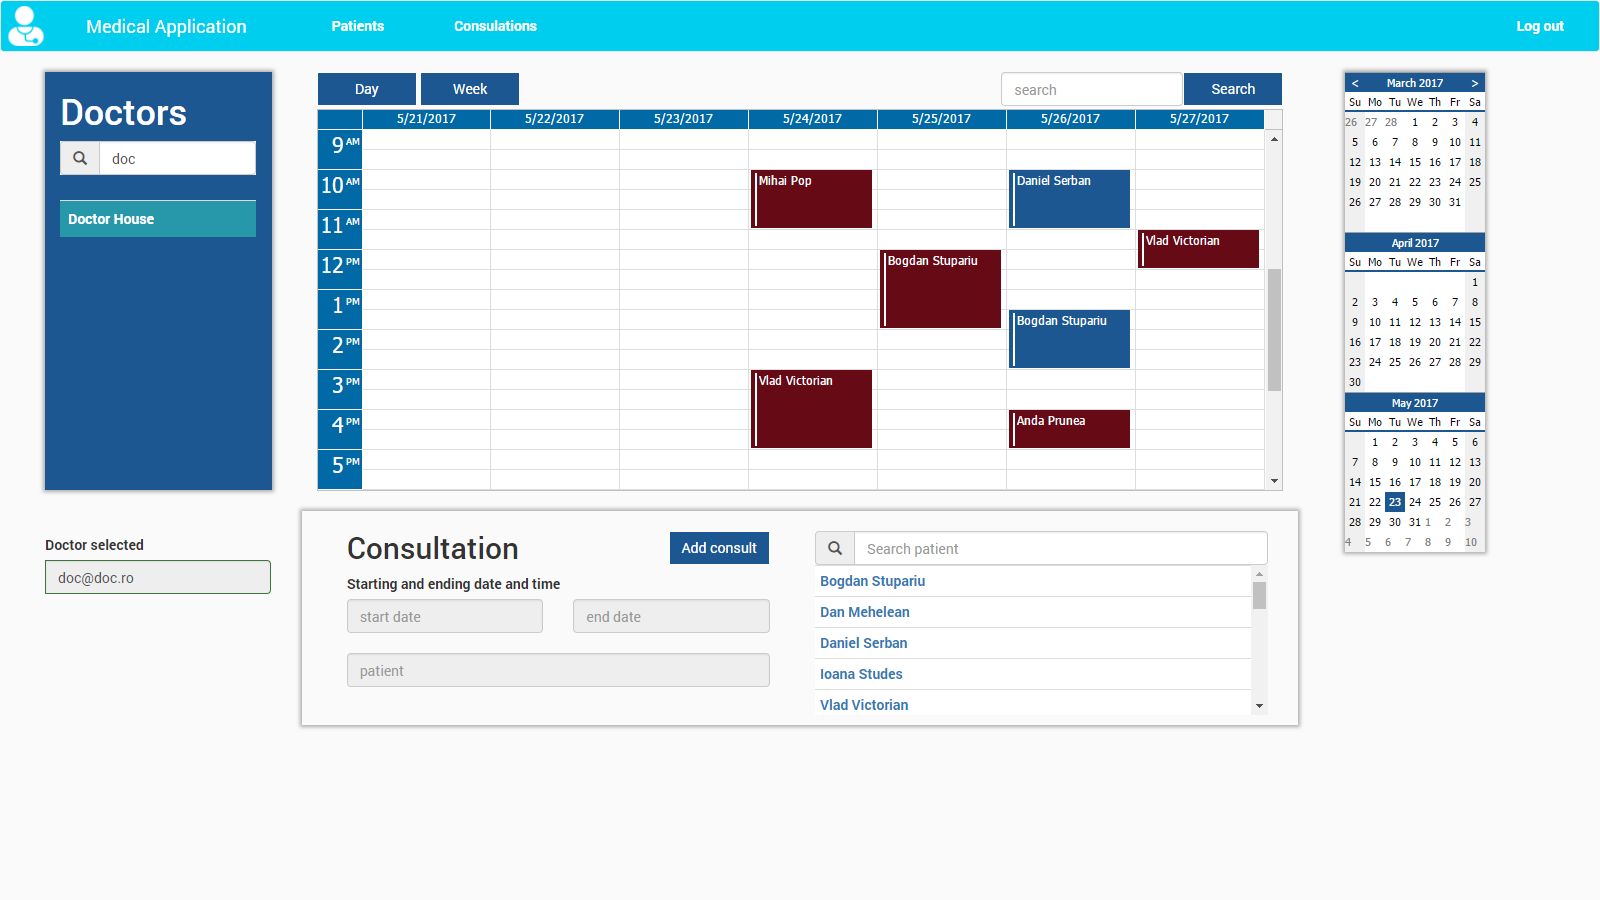 Medical Application
Patients
Consulations
Log out
Doctors
doc
Doctor House
Doctor selected
doc@doc.ro
Day
Week
search
Search
5/21/2017 5/22/2017 5/23/2017 5/24/2017 5/25/2017 5/26/2017 5/27/2017
9 AM
10 AM
11 AM
12 PM
1 PM
2 PM
3 PM
4 PM
5 PM
Mihai Pop
Daniel Serban
Vlad Victorian
Bogdan Stupariu
Bogdan Stupariu
Vlad Victorian
Anda Prunea
Consultation
Add consult
Starting and ending date and time
start date
end date
patient
Search patient
Bogdan Stupariu
Dan Mehelean
Daniel Serban
Ioana Studes
Vlad Victorian
< March 2017 >
Su Mo Tu We Th Fr Sa
26 27 28 1 2 3 4
5 6 7 8 9 10 11
12 13 14 15 16 17 18
19 20 21 22 23 24 25
26 27 28 29 30 31
April 2017
Su Mo Tu We Th Fr Sa
1
2 3 4 5 6 7 8
9 10 11 12 13 14 15
16 17 18 19 20 21 22
23 24 25 26 27 28 29
30
May 2017
Su Mo Tu We Th Fr Sa
1 2 3 4 5 6
7 8 9 10 11 12 13
14 15 16 17 18 19 20
21 22 23 24 25 26 27
28 29 30 31 1 2 3
4 5 6 7 8 9 10